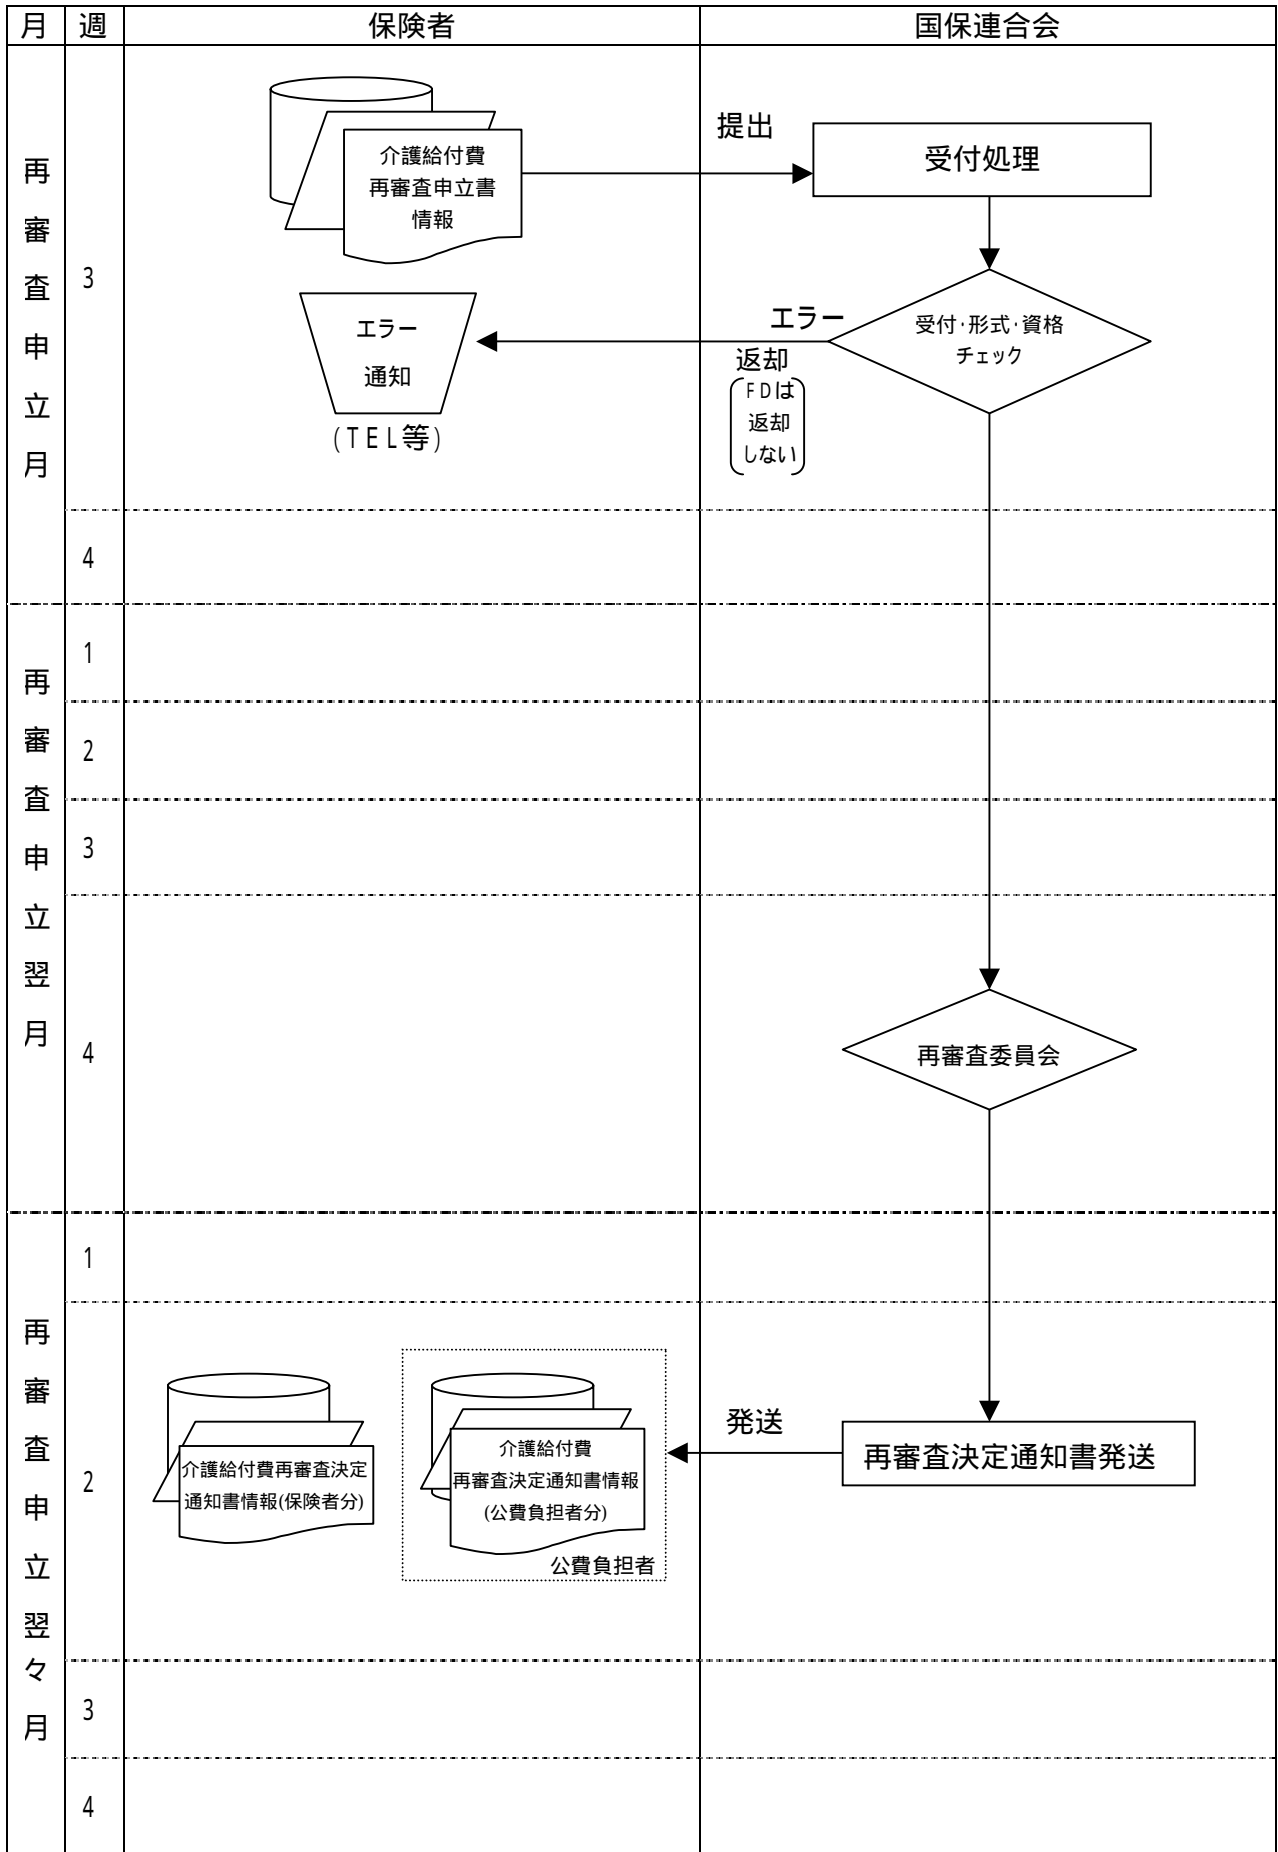 月 週 保険者 国保連合会
再審査申立月
3
介護給付費
再審査申立書
情報
提出
受付処理
エラー
通知
(TEL等)
エラー
返却
FDは
返却
しない
受付・形式・資格
チェック
4
再審査申立翌月
1
2
3
4
再審査委員会
再審査申立翌々月
1
2
介護給付費再審査決定
通知書情報(保険者分)
介護給付費
再審査決定通知書情報
(公費負担者分)
公費負担者
発送
再審査決定通知書発送
3
4